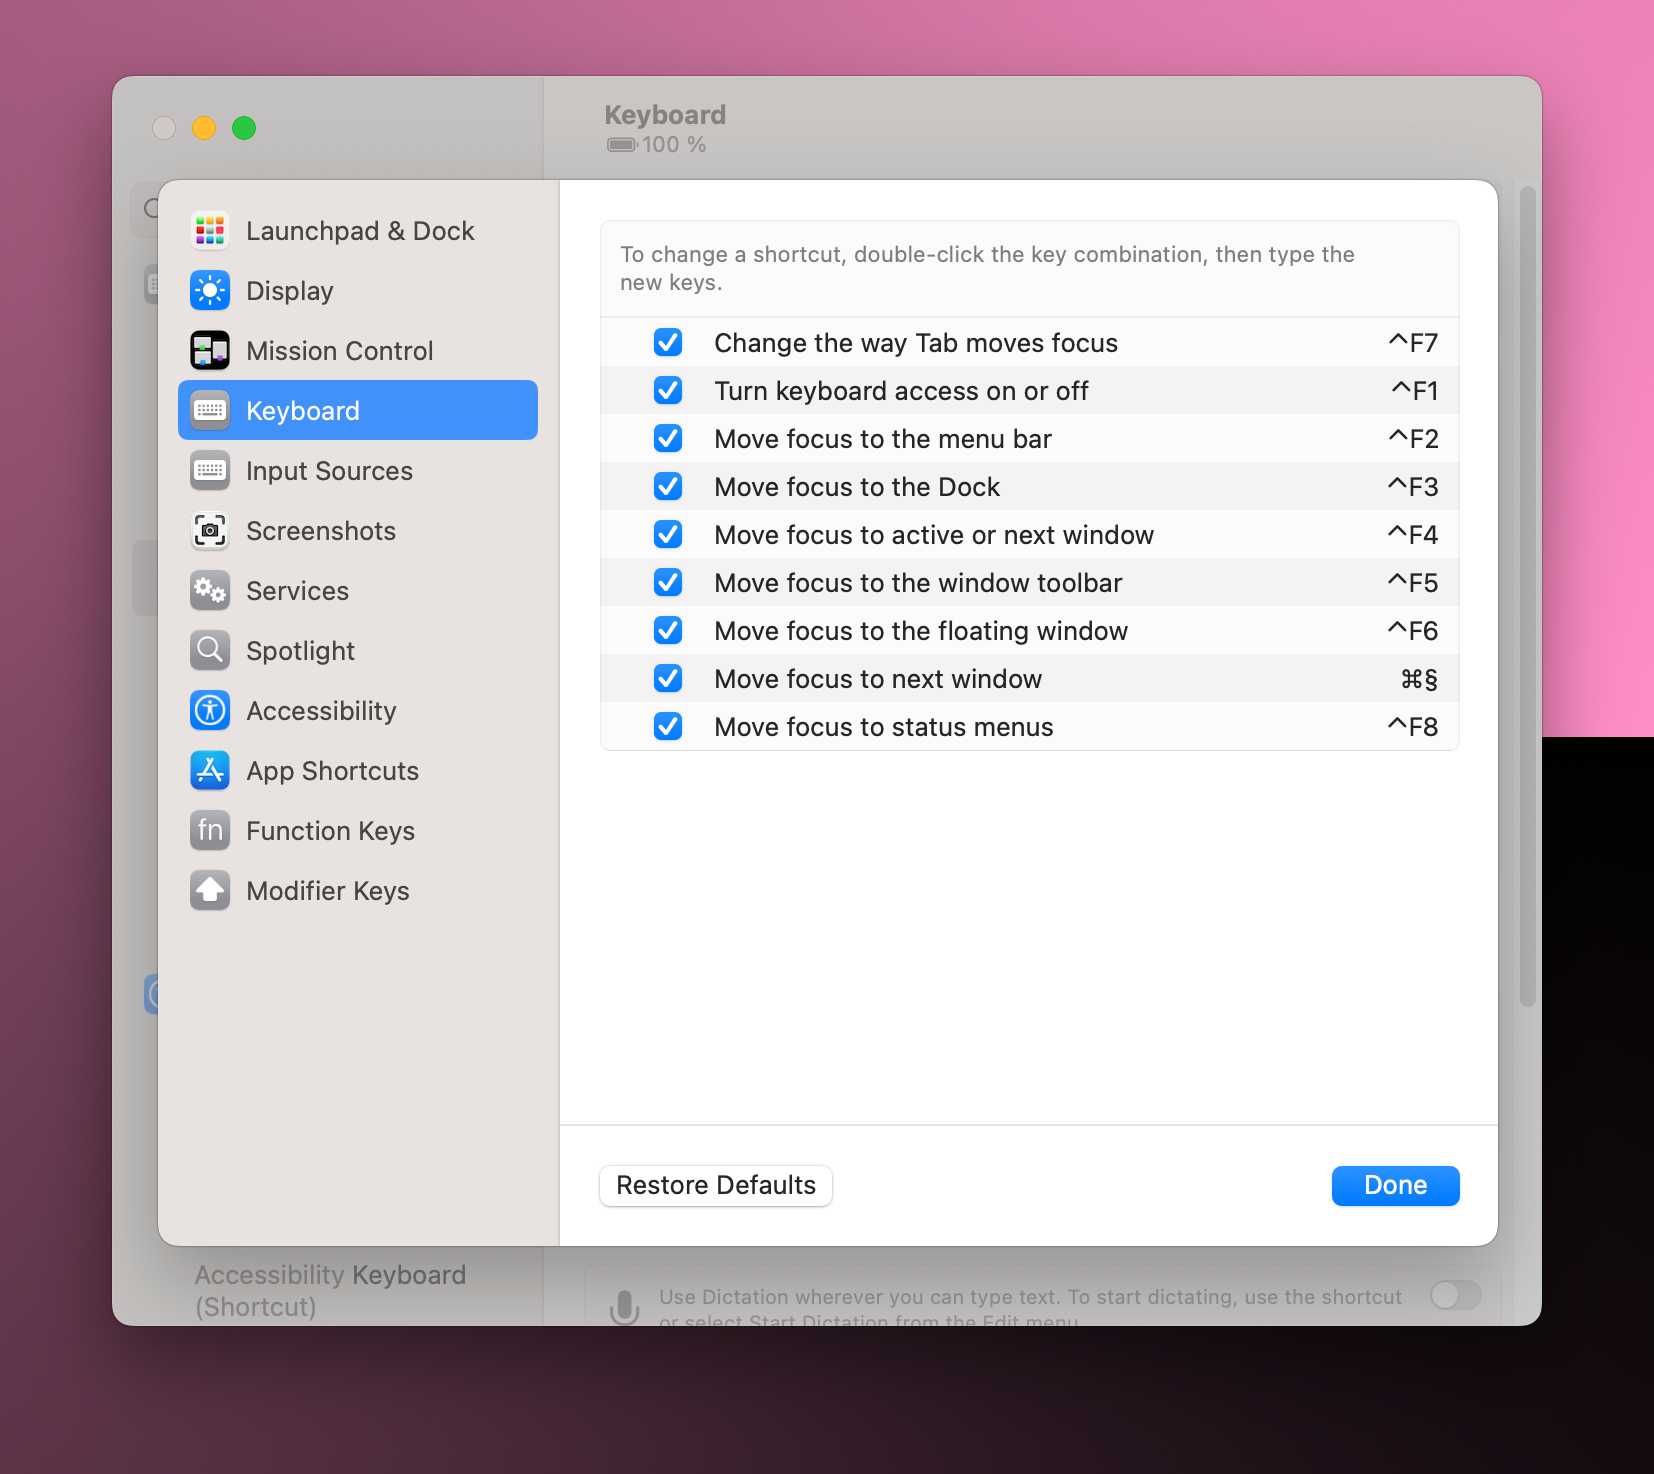 Keyboard
100 %
Launchpad & Dock
Display
Mission Control
Keyboard
Input Sources
Screenshots
Services
Spotlight
Accessibility
App Shortcuts
fn Function Keys
Modifier Keys
To change a shortcut, double-click the key combination, then type the
new keys.
Change the way Tab moves focus ^F7
Turn keyboard access on or off ^F1
Move focus to the menu bar ^F2
Move focus to the Dock ^F3
Move focus to active or next window ^F4
Move focus to the window toolbar ^F5
Move focus to the floating window ^F6
Move focus to next window ⌘§
Move focus to status menus ^F8
Restore Defaults
Done
Accessibility Keyboard
(Shortcut)
Use Dictation wherever you can type text. To start dictating, use the shortcut
or select Start Dictation from the Edit menu